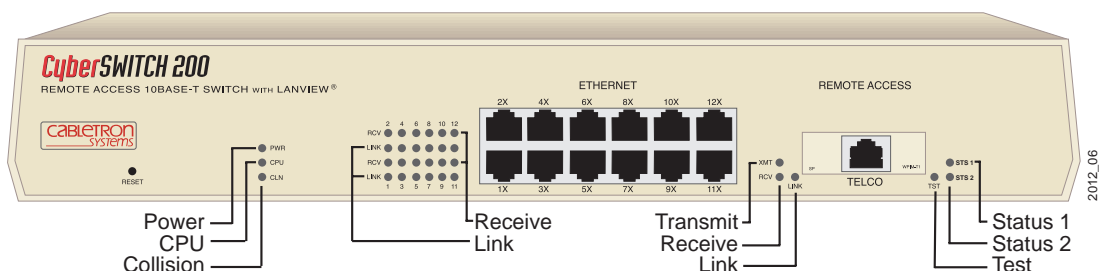 CyberSWITCH 200
REMOTE ACCESS 10BASE-T SWITCH WITH LANVIEW®
CABLETRON
SYSTEMS
RESET
PWR
CPU
CLN
2 4 6 8 10 12
RCV
LINK
RCV
LINK
1 3 5 7 9 11
ETHERNET
2X 4X 6X 8X 10X 12X
1X 3X 5X 7X 9X 11X
REMOTE ACCESS
XMT
RCV
LINK
SP
WPIM-T1
TELCO
TST
STS 1
STS 2
2012_06
Power
CPU
Collision
Receive
Link
Transmit
Receive
Link
Status 1
Status 2
Test